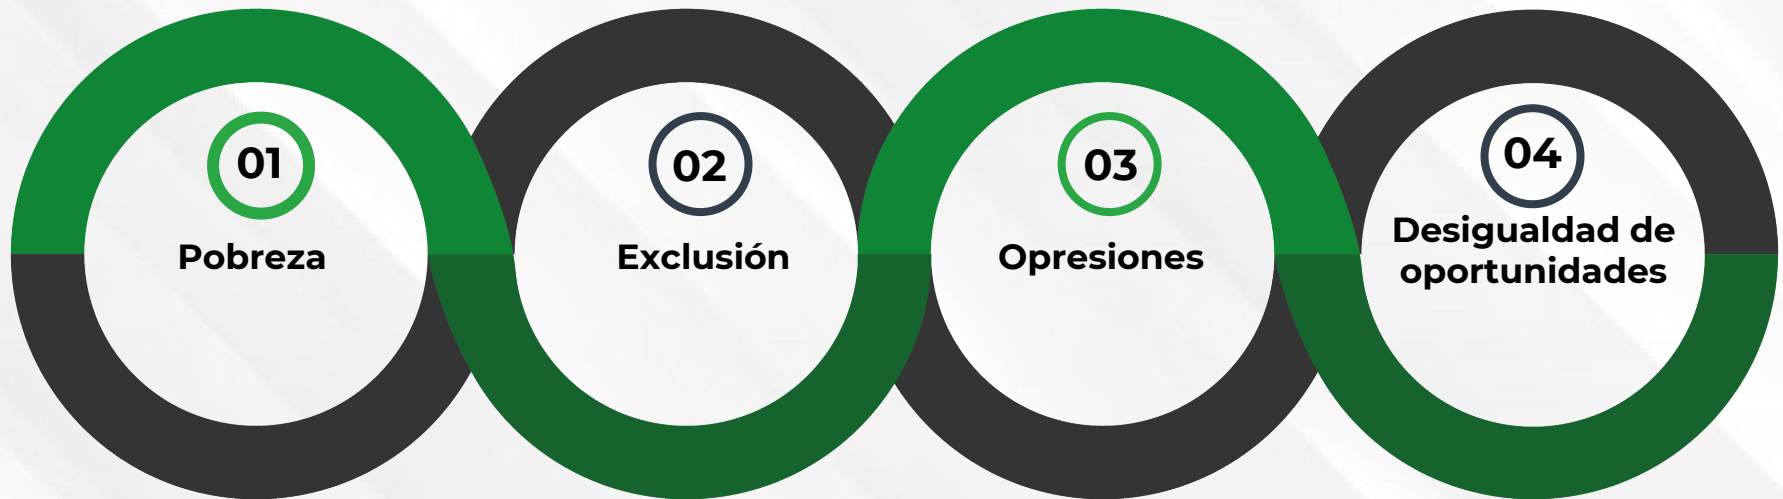 01
Pobreza
02
Exclusión
03
Opresiones
04
Desigualdad de
oportunidades